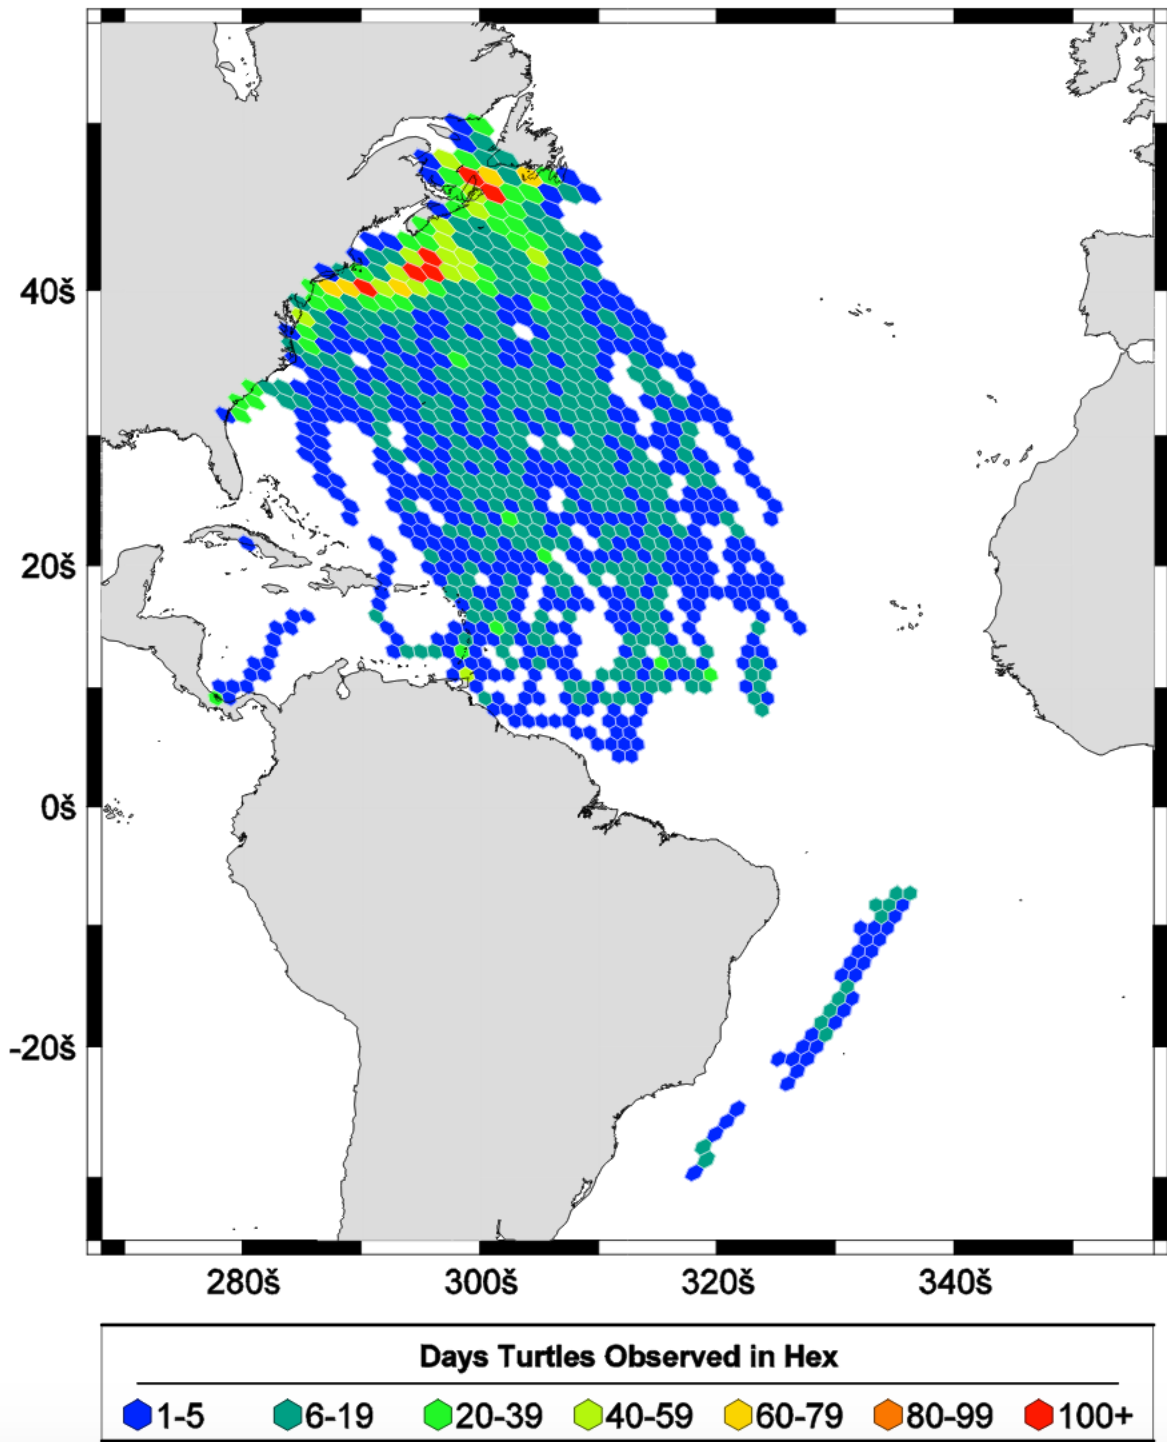 40š
20š
0š
-20š
280š 300š 320š 340š
Days Turtles Observed in Hex
1-5 6-19 20-39 40-59 60-79 80-99 100+